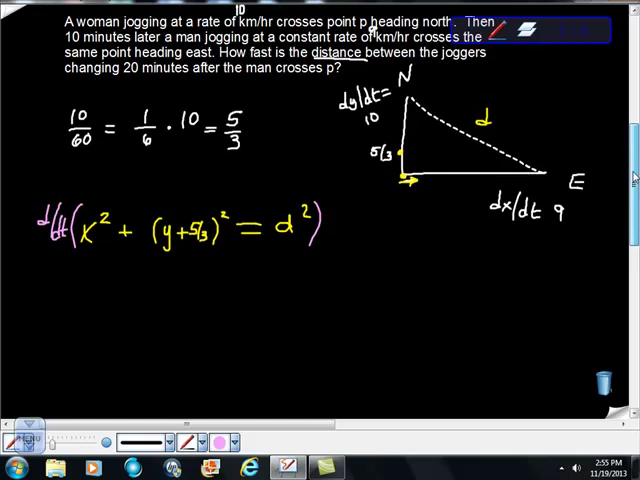 10
A woman jogging at a rate of km/hr crosses point p heading north. Then
9
10 minutes later a man jogging at a constant rate of km/hr crosses the
same point heading east. How fast is the distance between the joggers
changing 20 minutes after the man crosses p?
N
dy/dt =
10
d
10/60 = 1/6 · 10 = 5/3
5/3
E
dx/dt 9
d/dt (x² + (y + 5/3)² = d²)
MENU
2:55 PM
11/19/2013